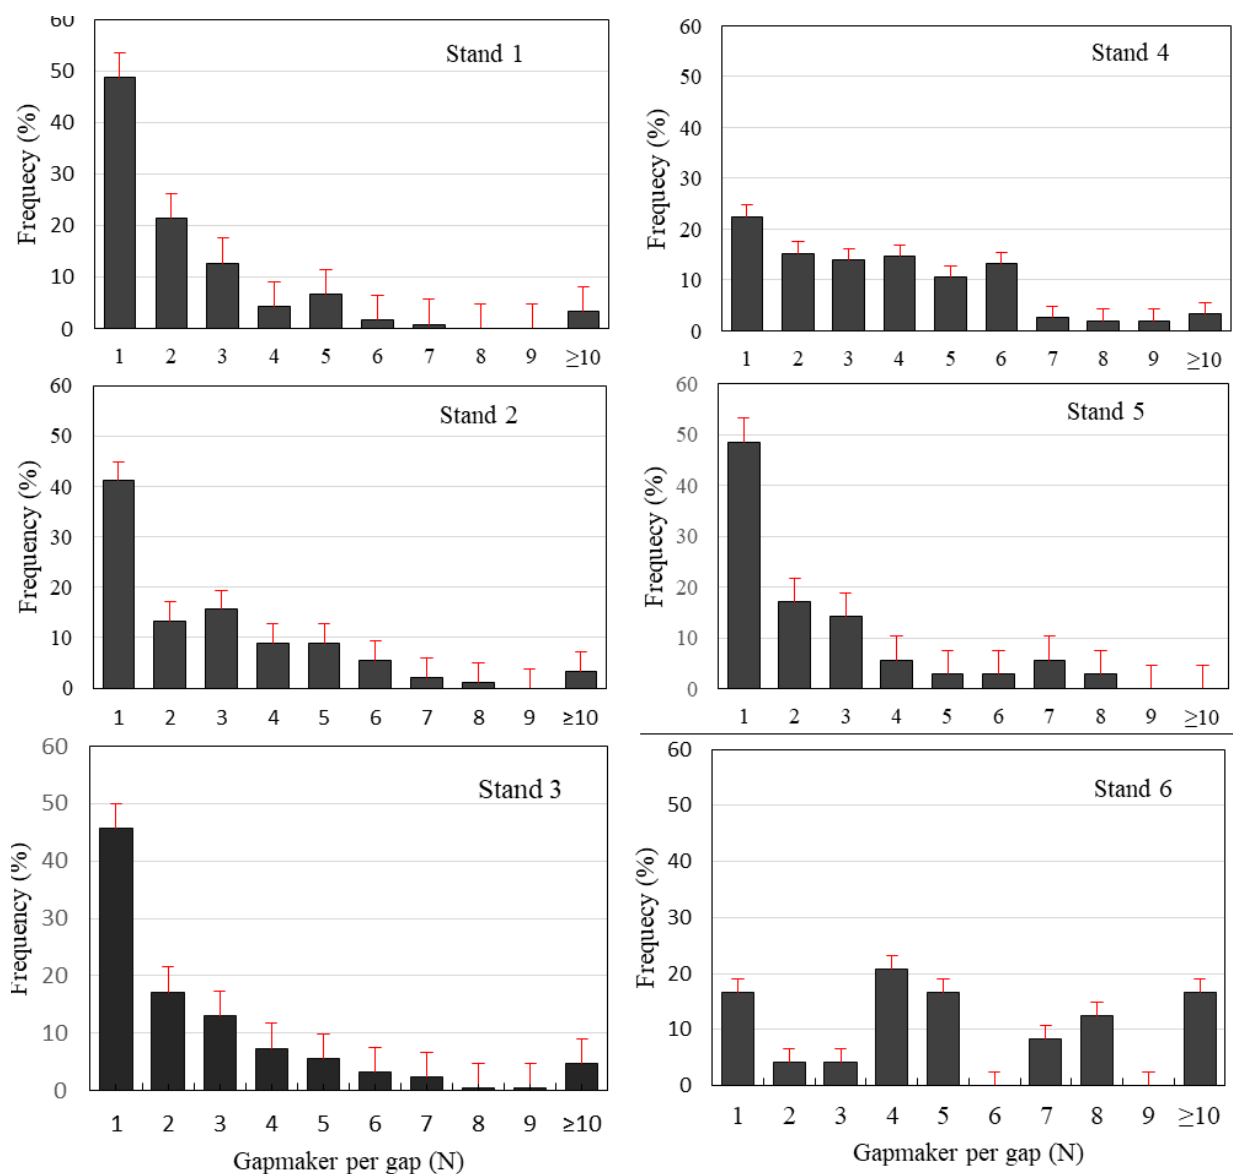 60
50
40
30
20
10
0
Frequecy (%)
Stand 1
1 2 3 4 5 6 7 8 9 ≥10
60
50
40
30
20
10
0
Frequecy (%)
Stand 4
1 2 3 4 5 6 7 8 9 ≥10
60
50
40
30
20
10
0
Frequency (%)
Stand 2
1 2 3 4 5 6 7 8 9 ≥10
60
50
40
30
20
10
0
Frequecy (%)
Stand 5
1 2 3 4 5 6 7 8 9 ≥10
60
50
40
30
20
10
0
Frequency (%)
Stand 3
1 2 3 4 5 6 7 8 9 ≥10
Gapmaker per gap (N)
60
50
40
30
20
10
0
Frequecy (%)
Stand 6
1 2 3 4 5 6 7 8 9 ≥10
Gapmaker per gap (N)